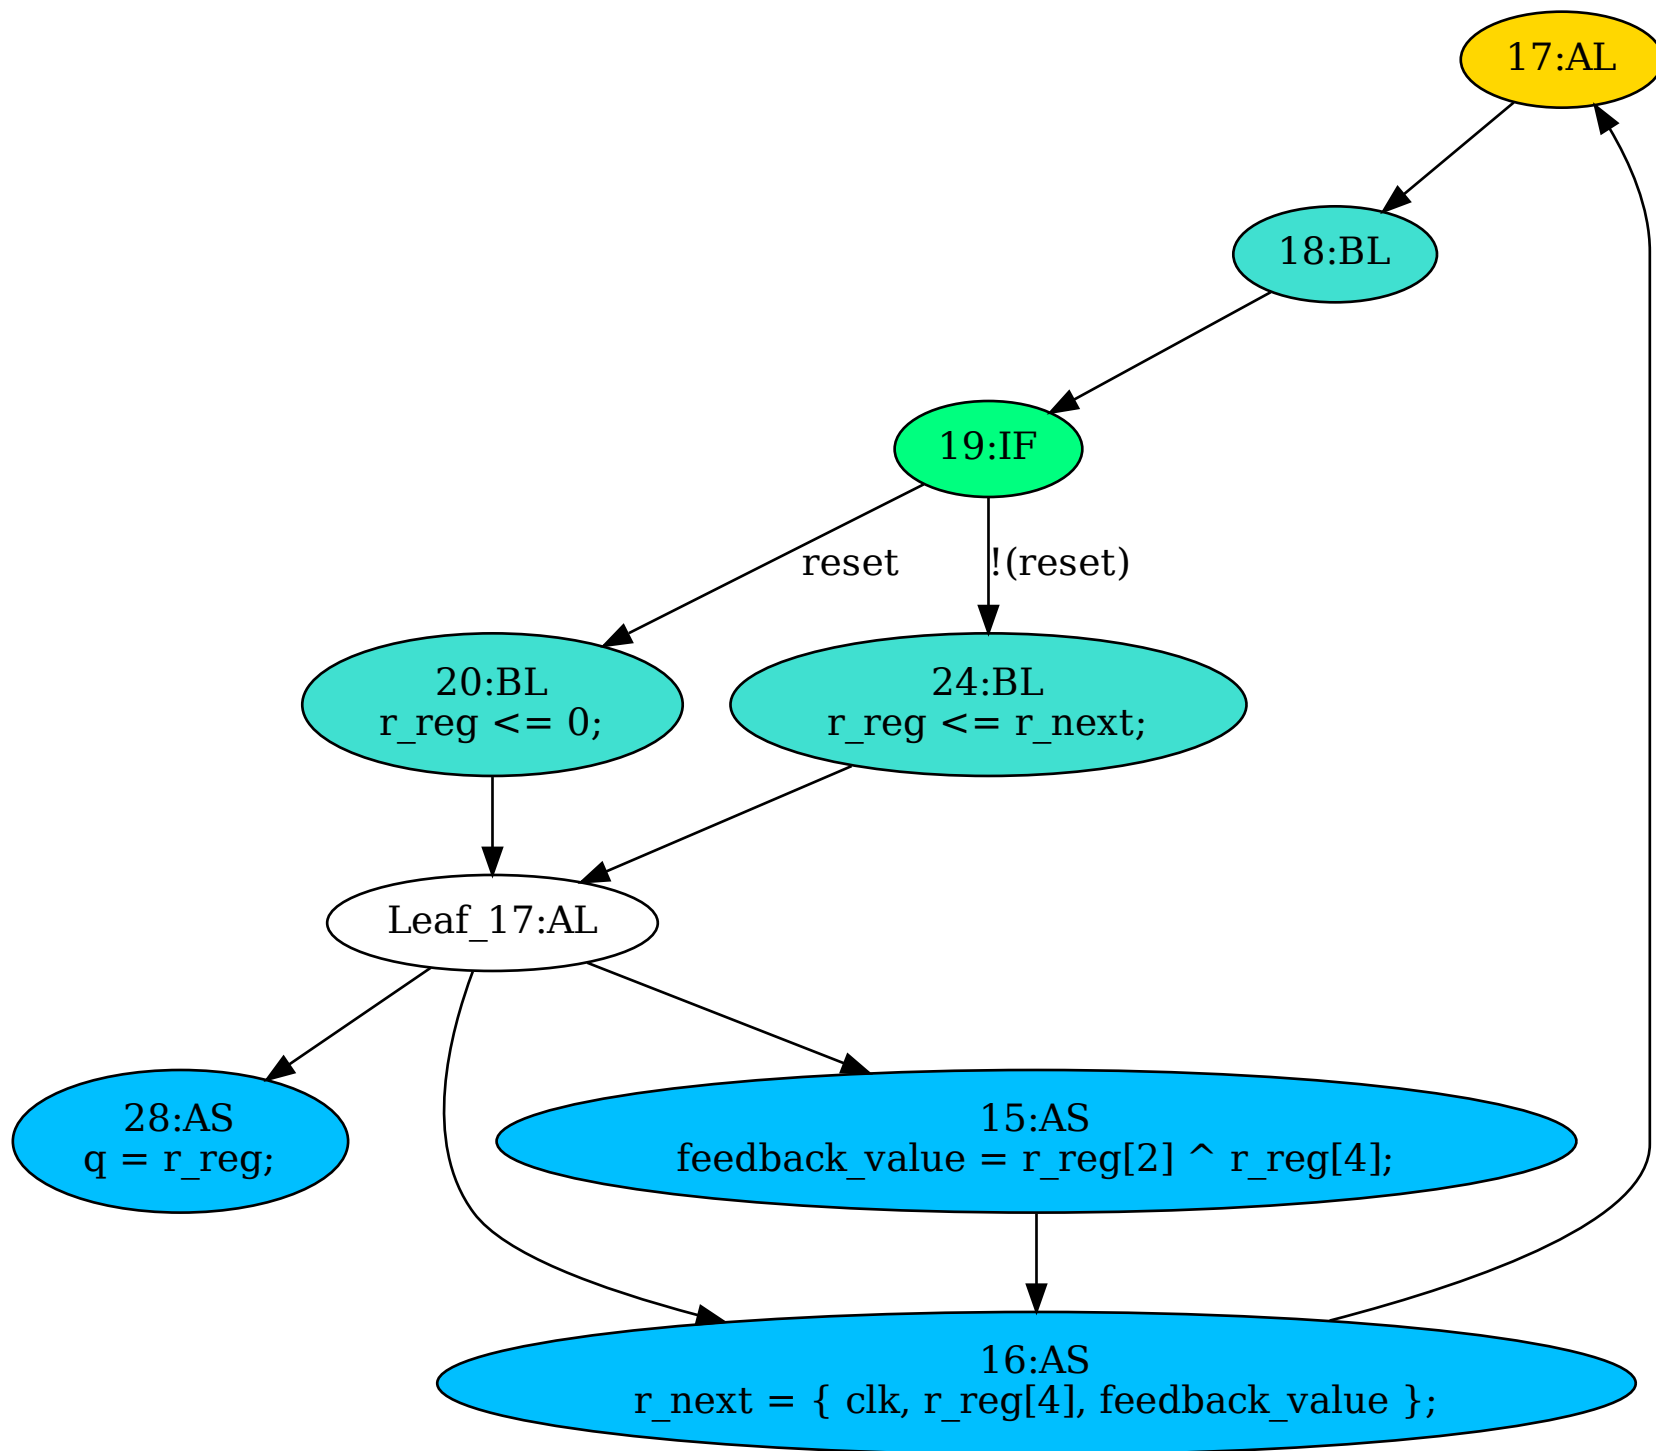 17:AL
18:BL
19:IF
reset
!(reset)
20:BL
r_reg <= 0;
24:BL
r_reg <= r_next;
Leaf_17:AL
28:AS
q = r_reg;
15:AS
feedback_value = r_reg[2] ^ r_reg[4];
16:AS
r_next = { clk, r_reg[4], feedback_value };